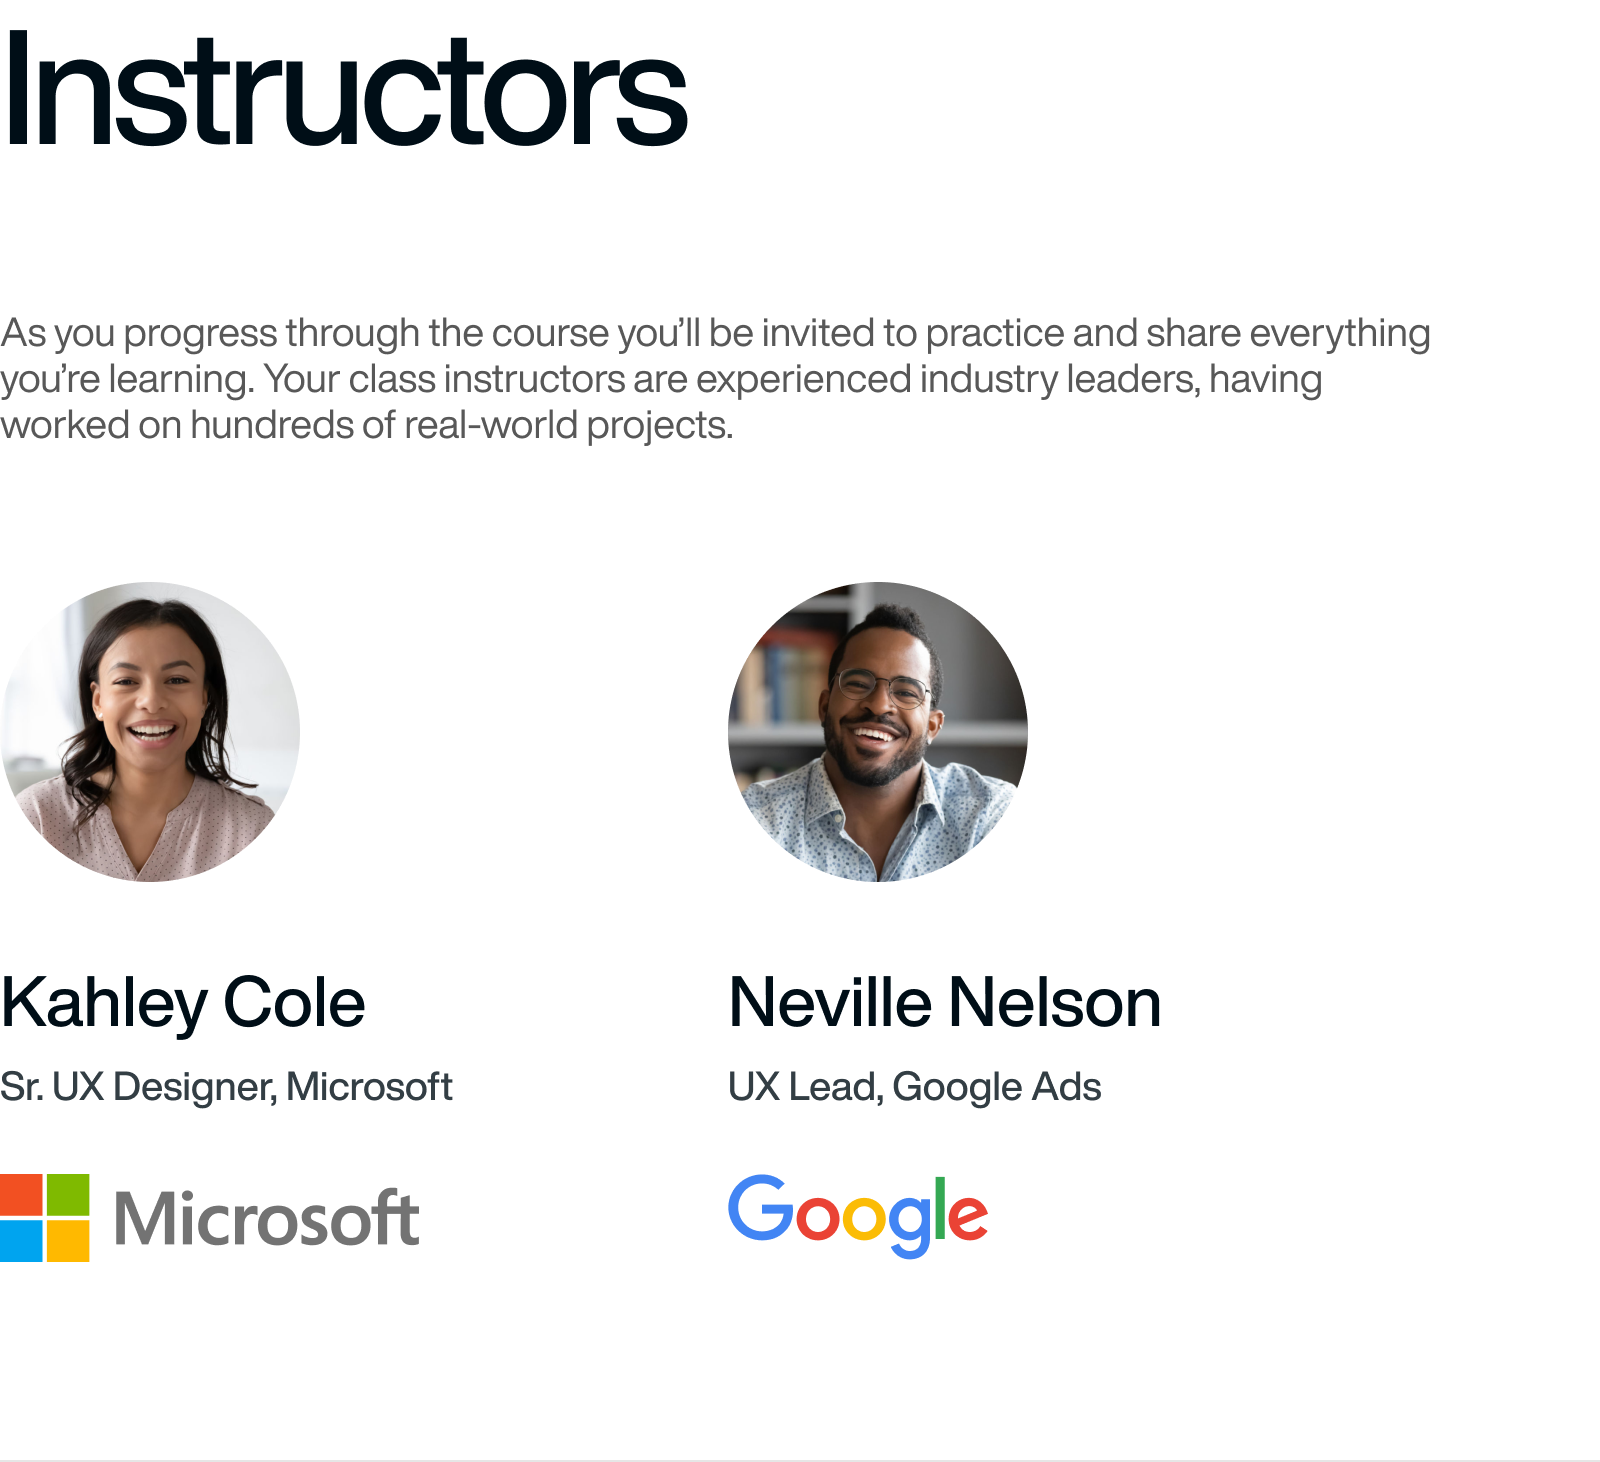 Instructors
As you progress through the course you’ll be invited to practice and share everything
you’re learning. Your class instructors are experienced industry leaders, having
worked on hundreds of real-world projects.
Kahley Cole
Sr. UX Designer, Microsoft
Microsoft
Neville Nelson
UX Lead, Google Ads
Google